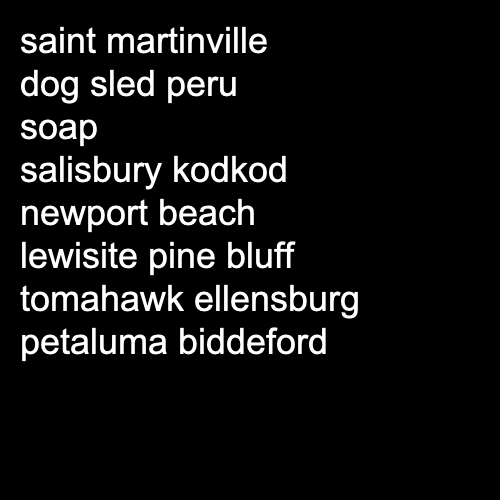 saint martinville
dog sled peru
soap
salisbury kodkod
newport beach
lewisite pine bluff
tomahawk ellensburg
petaluma biddeford